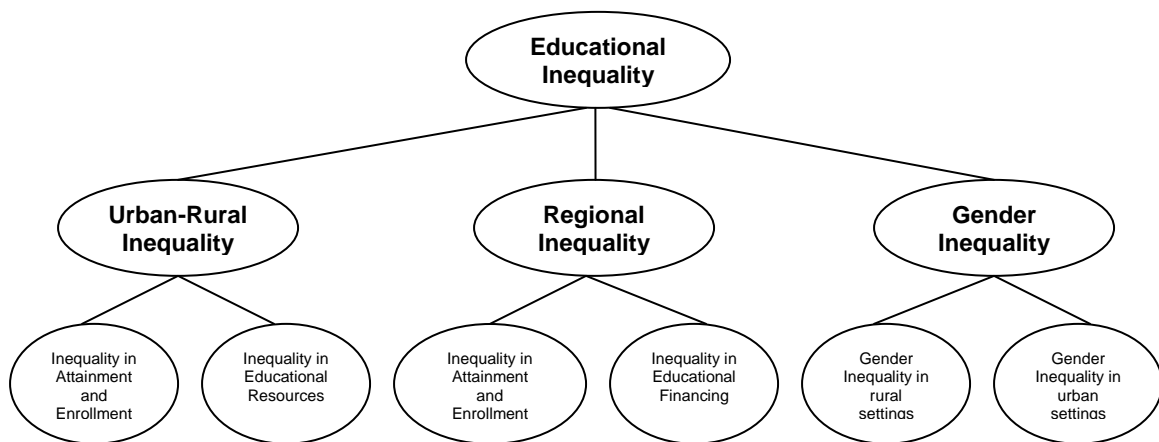 Educational
Inequality
Urban-Rural
Inequality
Regional
Inequality
Gender
Inequality
Inequality in
Attainment
and
Enrollment
Inequality in
Educational
Resources
Inequality in
Attainment
and
Enrollment
Inequality in
Educational
Financing
Gender
Inequality in
rural
settings
Gender
Inequality in
urban
settings